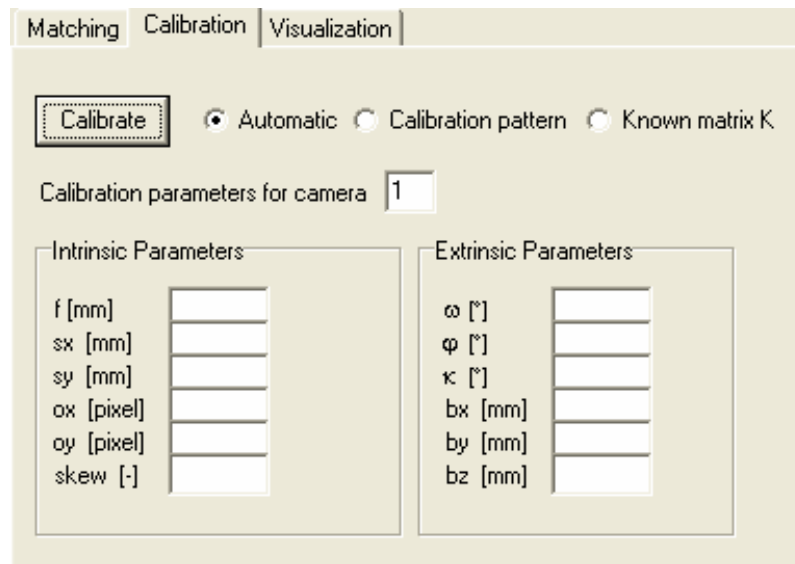 Matching Calibration Visualization
Calibrate Automatic Calibration pattern Known matrix K
Calibration parameters for camera 1
Intrinsic Parameters
f [mm]
sx [mm]
sy [mm]
ox [pixel]
oy [pixel]
skew [-]
Extrinsic Parameters
ω [°]
φ [°]
κ [°]
bx [mm]
by [mm]
bz [mm]